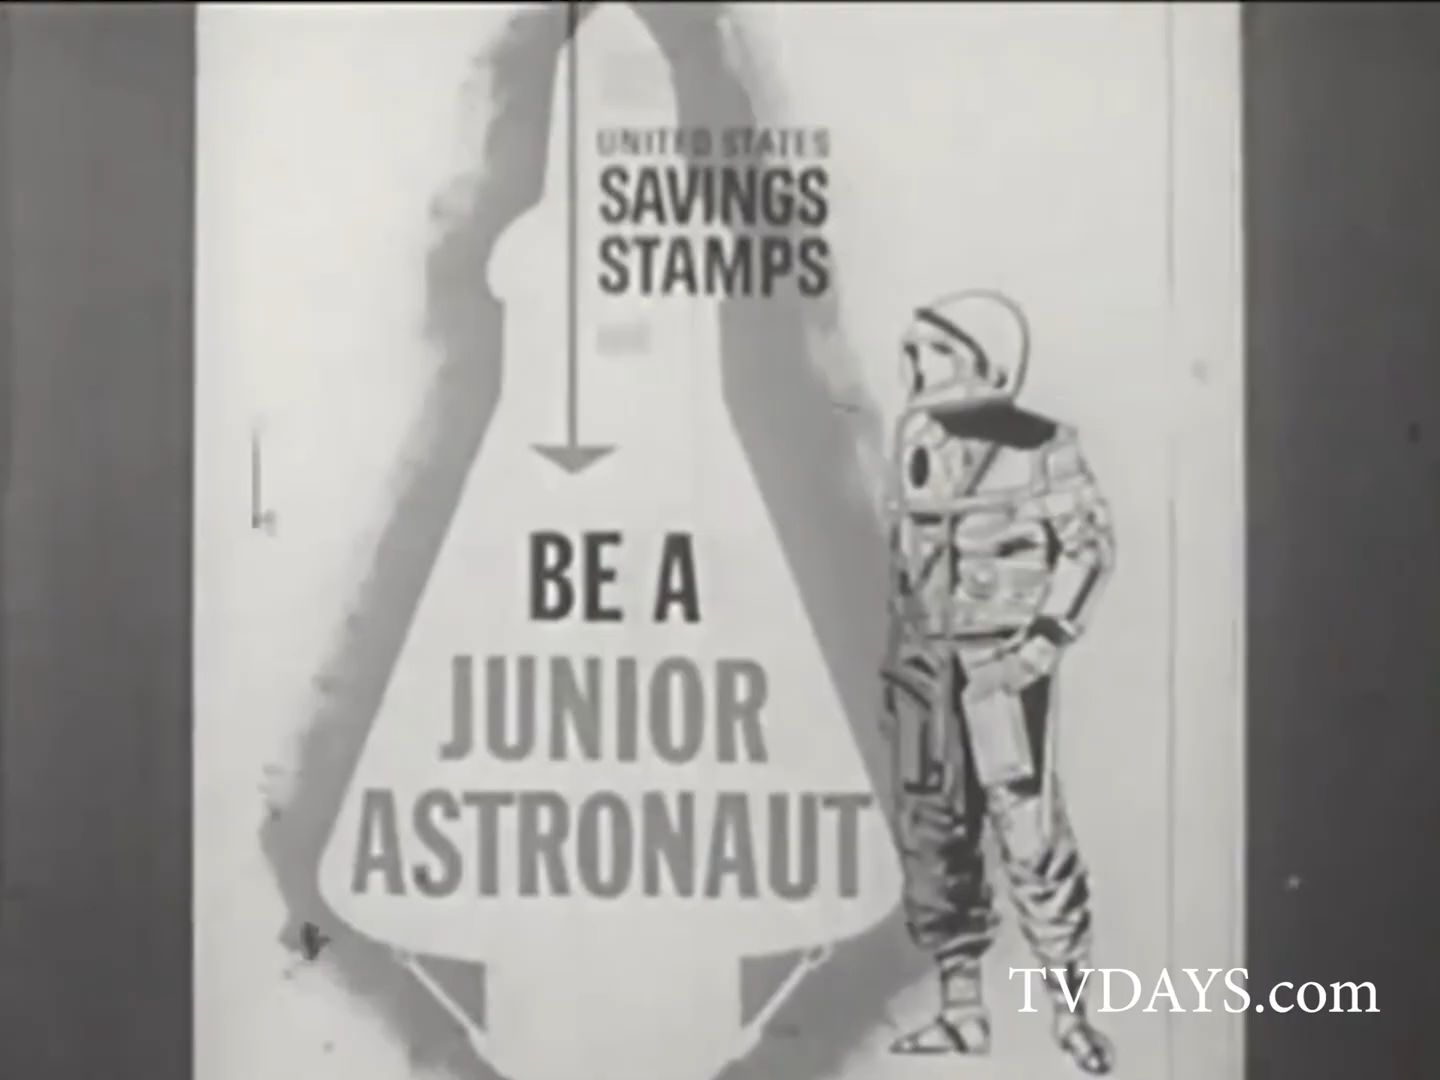 UNITED STATES
SAVINGS
STAMPS
BE A
JUNIOR
ASTRONAUT
TVDAYS.com